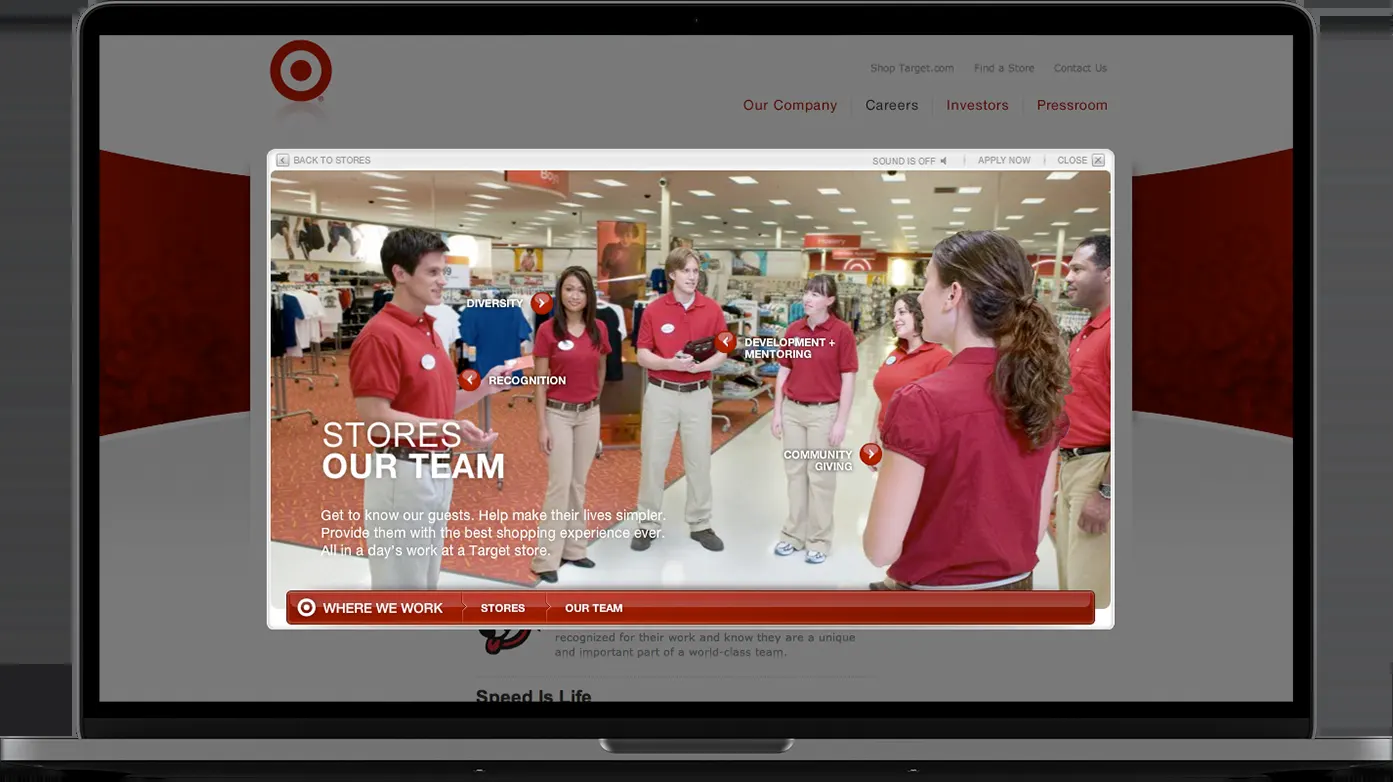 Shop Target.com
Find a Store
Contact Us
Our Company
Careers
Investors
Pressroom
BACK TO STORES
SOUND IS OFF
APPLY NOW
CLOSE
DIVERSITY
DEVELOPMENT +
MENTORING
RECOGNITION
STORES
OUR TEAM
COMMUNITY
GIVING
Get to know our guests. Help make their lives simpler.
Provide them with the best shopping experience ever.
All in a day's work at a Target store.
WHERE WE WORK
STORES
OUR TEAM
recognized for their work and know they are a unique
and important part of a world-class team.
Speed Is Life